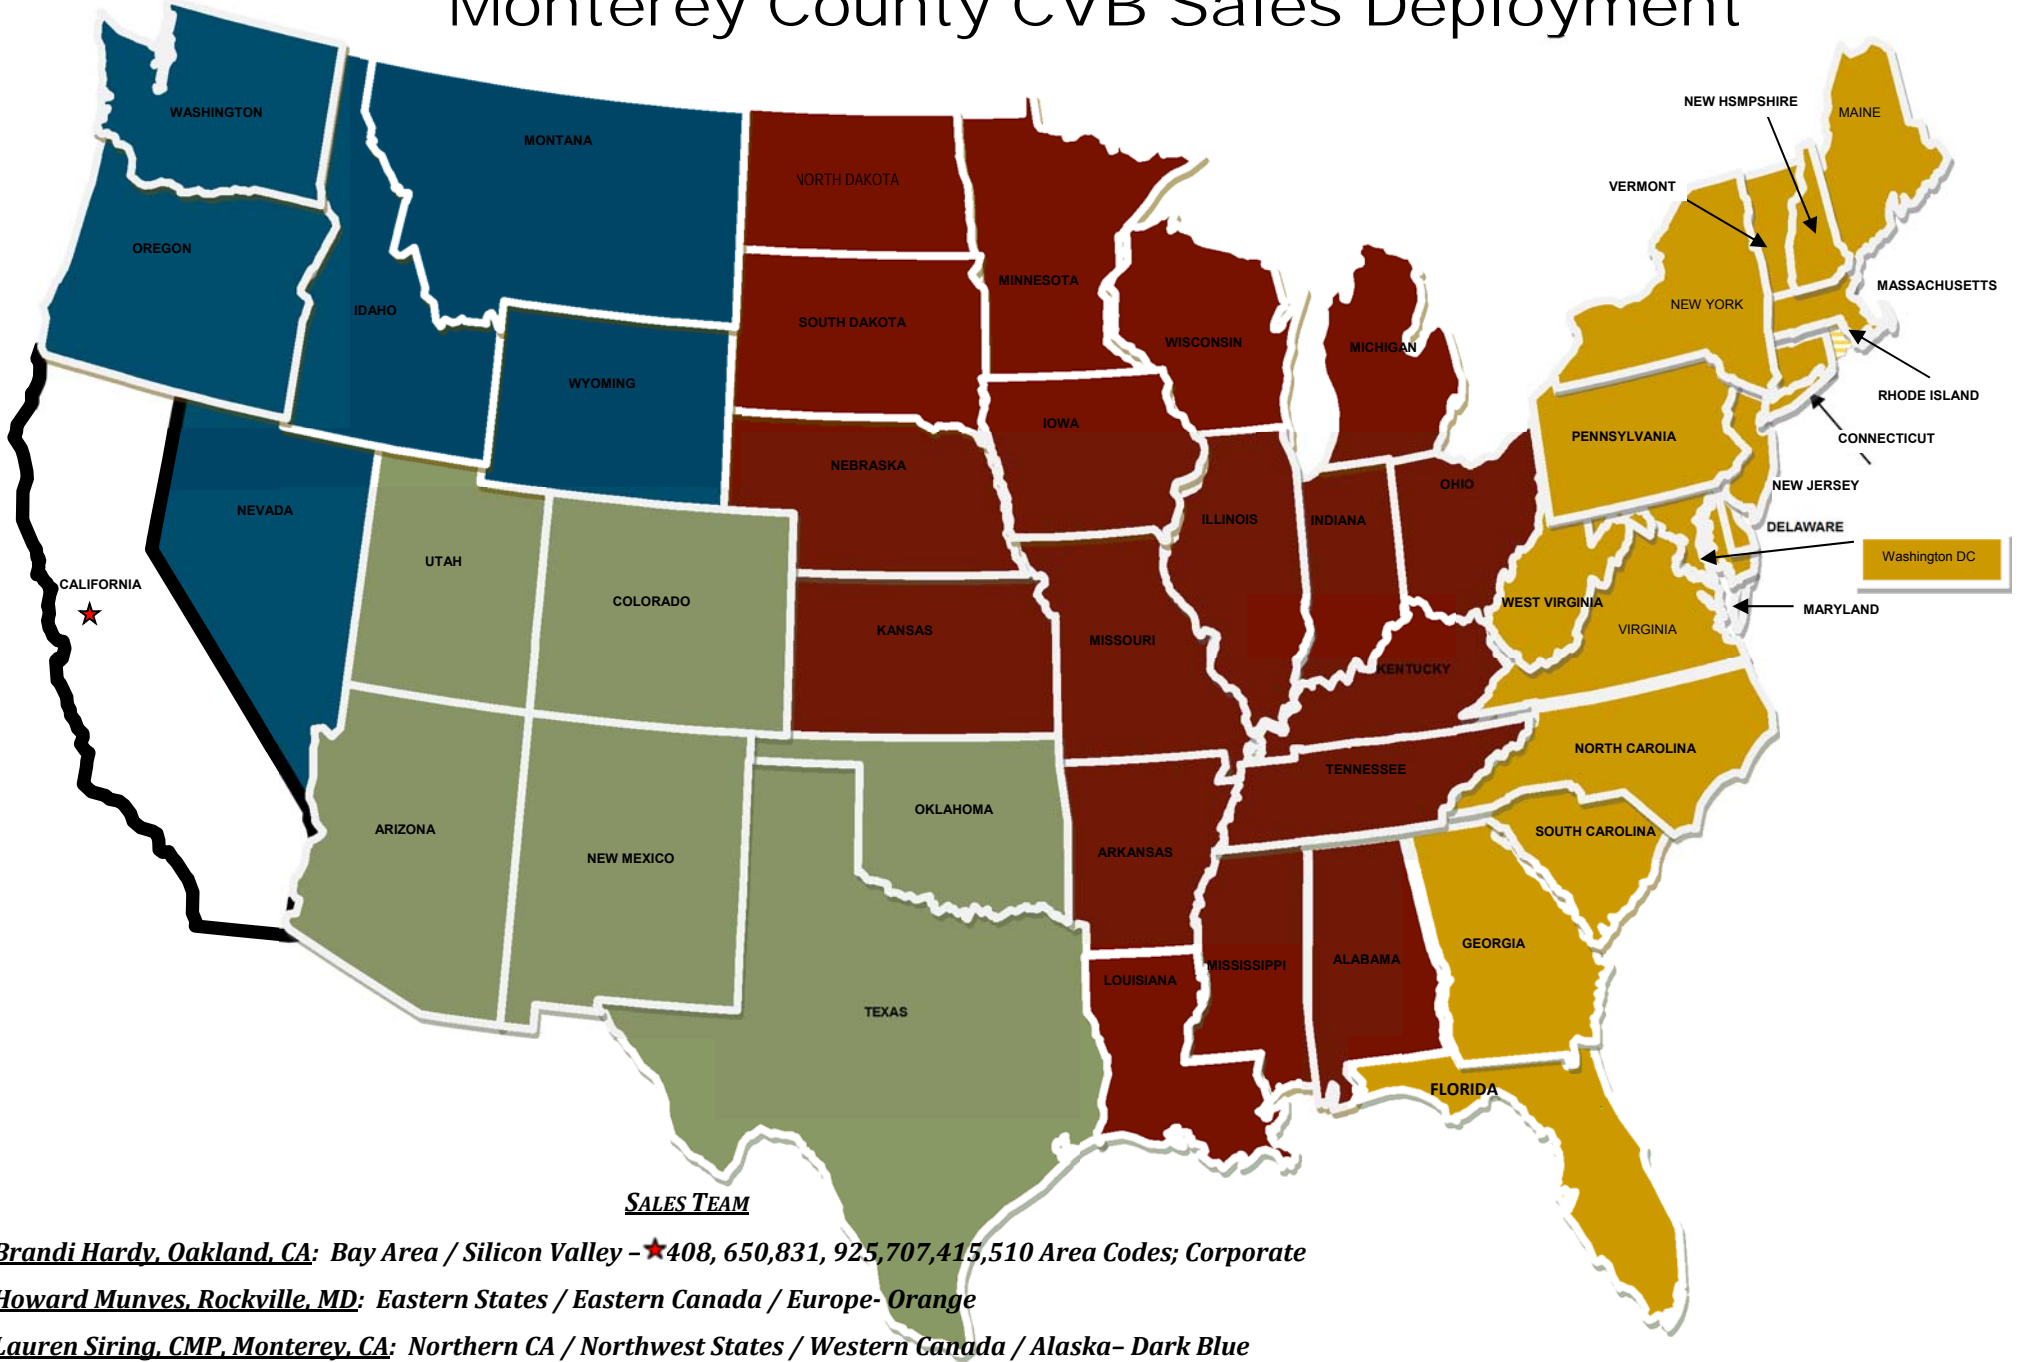 Monterey County CVB Sales Deployment
NEW HSMPSHIRE
MAINE
WASHINGTON
MONTANA
NORTH DAKOTA
VERMONT
OREGON
MINNESOTA
MASSACHUSETTS
IDAHO
NEW YORK
SOUTH DAKOTA
WISCONSIN
MICHIGAN
WYOMING
RHODE ISLAND
IOWA
PENNSYLVANIA
CONNECTICUT
NEBRASKA
OHIO
NEW JERSEY
NEVADA
ILLINOIS
INDIANA
DELAWARE
Washington DC
UTAH
CALIFORNIA
COLORADO
WEST VIRGINIA
MARYLAND
KANSAS
MISSOURI
VIRGINIA
KENTUCKY
NORTH CAROLINA
TENNESSEE
OKLAHOMA
ARIZONA
SOUTH CAROLINA
NEW MEXICO
ARKANSAS
GEORGIA
MISSISSIPPI
ALABAMA
LOUISIANA
TEXAS
FLORIDA
SALES TEAM
Brandi Hardy, Oakland, CA: Bay Area / Silicon Valley – ★408, 650,831, 925,707,415,510 Area Codes; Corporate
Howard Munves, Rockville, MD: Eastern States / Eastern Canada / Europe- Orange
Lauren Siring, CMP, Monterey, CA: Northern CA / Northwest States / Western Canada / Alaska– Dark Blue